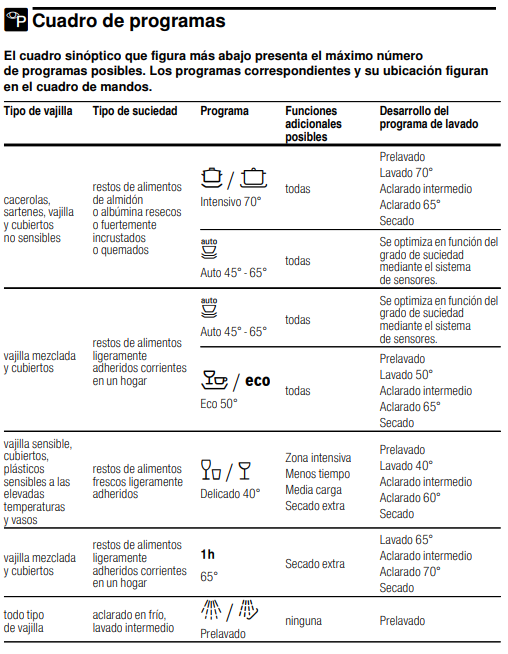 P Cuadro de programas
El cuadro sinóptico que figura más abajo presenta el máximo número
de programas posibles. Los programas correspondientes y su ubicación figuran
en el cuadro de mandos.
Tipo de vajilla
Tipo de suciedad
Programa
Funciones
adicionales
posibles
Desarrollo del
programa de lavado
cacerolas,
sartenes, vajilla
y cubiertos
no sensibles
restos de alimentos
de almidón
o albúmina resecos
o fuertemente
incrustados
o quemados
/
Intensivo 70°
todas
Prelavado
Lavado 70°
Aclarado intermedio
Aclarado 65°
Secado
auto
Auto 45° - 65°
todas
Se optimiza en función del
grado de suciedad
mediante el sistema
de sensores.
vajilla mezclada
y cubiertos
restos de alimentos
ligeramente
adheridos corrientes
en un hogar
auto
Auto 45° - 65°
todas
Se optimiza en función del
grado de suciedad
mediante el sistema
de sensores.
/ eco
Eco 50°
todas
Prelavado
Lavado 50°
Aclarado intermedio
Aclarado 65°
Secado
vajilla sensible,
cubiertos,
plásticos
sensibles a las
elevadas
temperaturas
y vasos
restos de alimentos
frescos ligeramente
adheridos
/
Delicado 40°
Zona intensiva
Menos tiempo
Media carga
Secado extra
Prelavado
Lavado 40°
Aclarado intermedio
Aclarado 60°
Secado
vajilla mezclada
y cubiertos
restos de alimentos
ligeramente
adheridos corrientes
en un hogar
1h
65°
Secado extra
Lavado 65°
Aclarado intermedio
Aclarado 70°
Secado
todo tipo
de vajilla
aclarado en frío,
lavado intermedio
/
Prelavado
ninguna
Prelavado